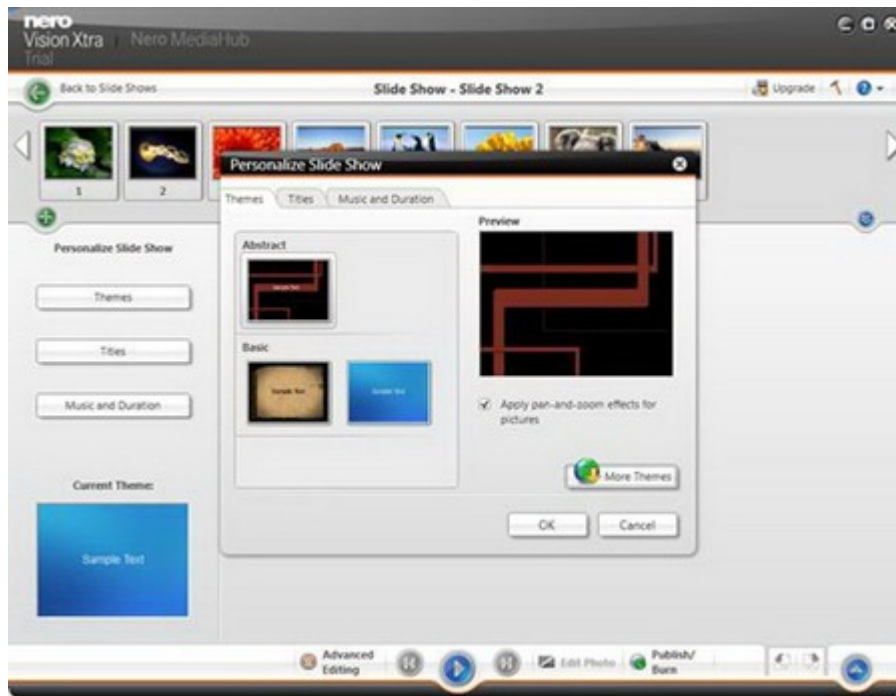 nero
Vision Xtra | Nero MediaHub
Trial
Back to Slide Shows
Slide Show - Slide Show 2
Upgrade
1
2
Personalize Slide Show
Themes
Titles
Music and Duration
Preview
Abstract
Sample Text
Basic
Sample Text
Sample Text
Apply pan-and-zoom effects for
pictures
More Themes
OK
Cancel
Personalize Slide Show
Themes
Titles
Music and Duration
Current Theme:
Sample Text
Advanced
Editing
Edit Photo
Publish/
Burn